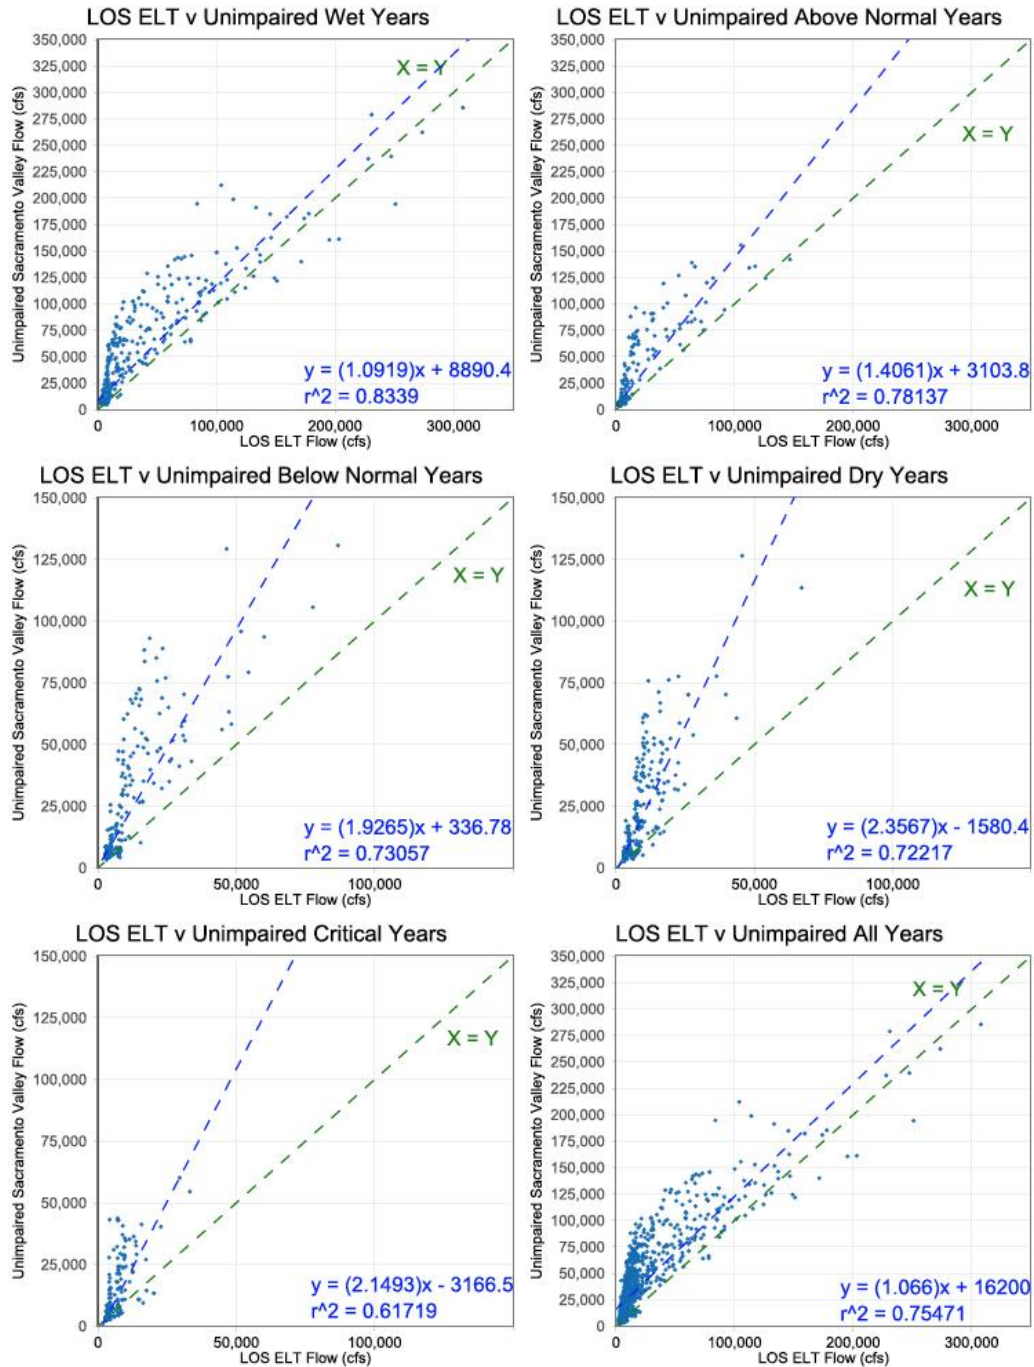 LOS ELT v Unimpaired Wet Years
350,000
325,000
300,000
275,000
250,000
225,000
200,000
175,000
150,000
125,000
100,000
75,000
50,000
25,000
0
Unimpaired Sacramento Valley Flow (cfs)
X = Y
y = (1.0919)x + 8890.4
r^2 = 0.8339
0
100,000
200,000
300,000
LOS ELT Flow (cfs)
LOS ELT v Unimpaired Above Normal Years
350,000
325,000
300,000
275,000
250,000
225,000
200,000
175,000
150,000
125,000
100,000
75,000
50,000
25,000
0
Unimpaired Sacramento Valley Flow (cfs)
X = Y
y = (1.4061)x + 3103.8
r^2 = 0.78137
0
100,000
200,000
300,000
LOS ELT Flow (cfs)
LOS ELT v Unimpaired Below Normal Years
150,000
125,000
100,000
75,000
50,000
25,000
0
Unimpaired Sacramento Valley Flow (cfs)
X = Y
y = (1.9265)x + 336.78
r^2 = 0.73057
0
50,000
100,000
LOS ELT Flow (cfs)
LOS ELT v Unimpaired Dry Years
150,000
125,000
100,000
75,000
50,000
25,000
0
Unimpaired Sacramento Valley Flow (cfs)
X = Y
y = (2.3567)x - 1580.4
r^2 = 0.72217
0
50,000
100,000
LOS ELT Flow (cfs)
LOS ELT v Unimpaired Critical Years
150,000
125,000
100,000
75,000
50,000
25,000
0
Unimpaired Sacramento Valley Flow (cfs)
X = Y
y = (2.1493)x - 3166.5
r^2 = 0.61719
0
50,000
100,000
LOS ELT Flow (cfs)
LOS ELT v Unimpaired All Years
350,000
325,000
300,000
275,000
250,000
225,000
200,000
175,000
150,000
125,000
100,000
75,000
50,000
25,000
0
Unimpaired Sacramento Valley Flow (cfs)
X = Y
y = (1.066)x + 16200
r^2 = 0.75471
0
100,000
200,000
300,000
LOS ELT Flow (cfs)